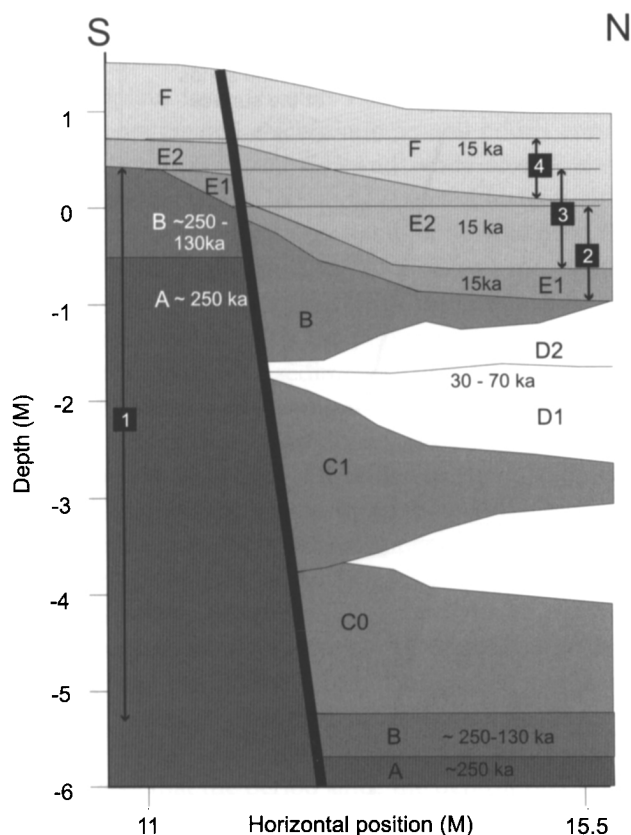 S
N
F
1
F 15 ka
4
E2
E1
3
0
E2 15 ka
B ~250 -
130ka
2
15ka E1
A ~ 250 ka
-1
B
D2
30 - 70 ka
-2
D1
1
Depth (M)
C1
-3
-4
C0
-5
B ~ 250-130 ka
A ~250 ka
-6
11
Horizontal position (M)
15.5